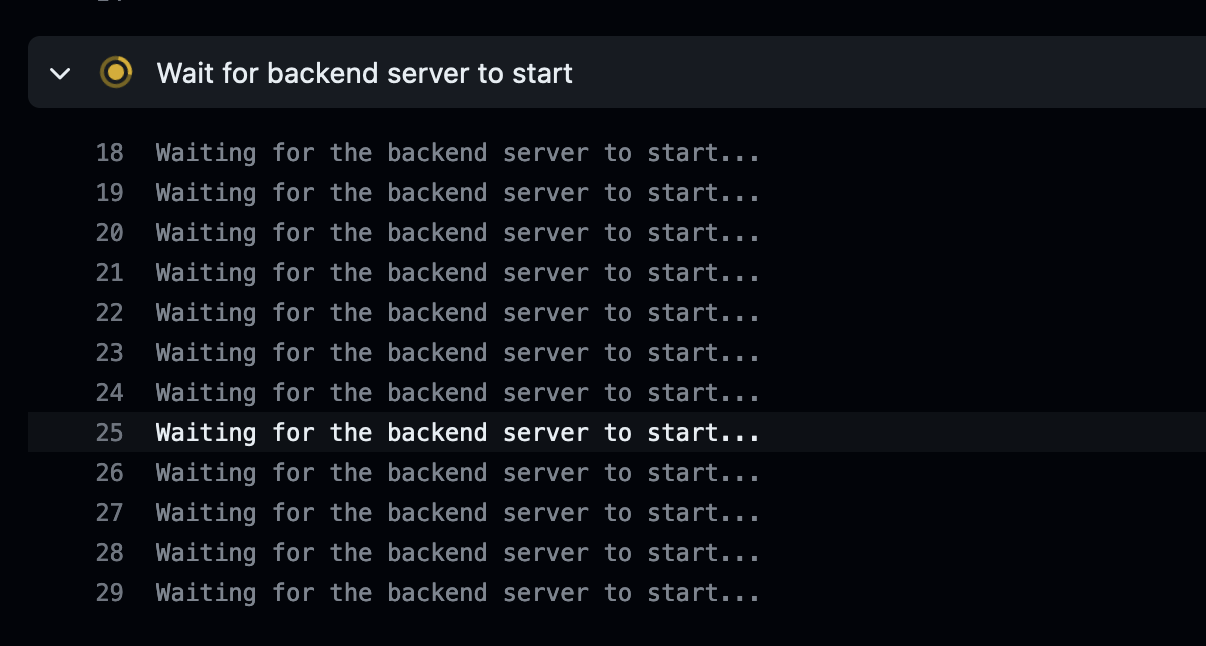 Wait for backend server to start
18 Waiting for the backend server to start...
19 Waiting for the backend server to start...
20 Waiting for the backend server to start...
21 Waiting for the backend server to start...
22 Waiting for the backend server to start...
23 Waiting for the backend server to start...
24 Waiting for the backend server to start...
25 Waiting for the backend server to start...
26 Waiting for the backend server to start...
27 Waiting for the backend server to start...
28 Waiting for the backend server to start...
29 Waiting for the backend server to start...